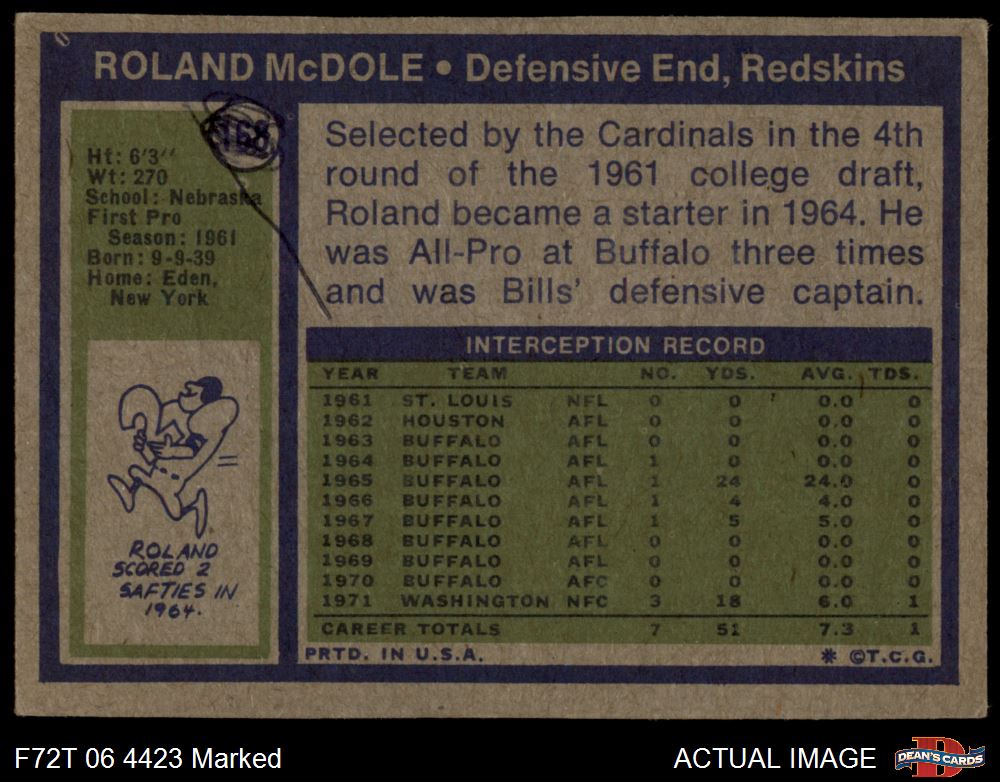 ROLAND McDOLE • Defensive End, Redskins
168
Ht: 6'3"
Wt: 270
School: Nebraska
First Pro
Season: 1961
Born: 9-9-39
Home: Eden,
New York
ROLAND
SCORED 2
SAFTIES IN
1964.
Selected by the Cardinals in the 4th
round of the 1961 college draft,
Roland became a starter in 1964. He
was All-Pro at Buffalo three times
and was Bills' defensive captain.
INTERCEPTION RECORD
YEAR TEAM NO. YDS. AVG. TDS.
1961 ST. LOUIS NFL 0 0 0.0 0
1962 HOUSTON AFL 0 0 0.0 0
1963 BUFFALO AFL 0 0 0.0 0
1964 BUFFALO AFL 1 0 0.0 0
1965 BUFFALO AFL 1 24 24.0 0
1966 BUFFALO AFL 1 4 4.0 0
1967 BUFFALO AFL 1 5 5.0 0
1968 BUFFALO AFL 0 0 0.0 0
1969 BUFFALO AFL 0 0 0.0 0
1970 BUFFALO AFC 0 0 0.0 0
1971 WASHINGTON NFC 3 18 6.0 1
CAREER TOTALS 7 51 7.3 1
PRTD. IN U.S.A. * ©T.C.G.
F72T 06 4423 Marked ACTUAL IMAGE D DEAN'S CARDS